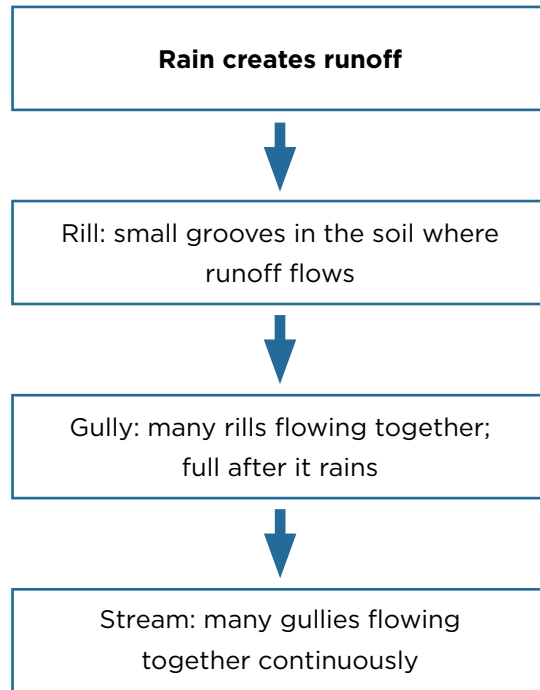 Rain creates runoff
Rill: small grooves in the soil where
runoff flows
Gully: many rills flowing together;
full after it rains
Stream: many gullies flowing
together continuously